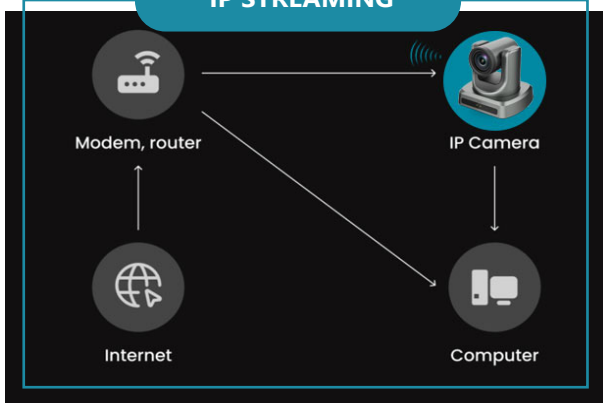 IP STREAMING
Modem, router
IP Camera
Internet
Computer